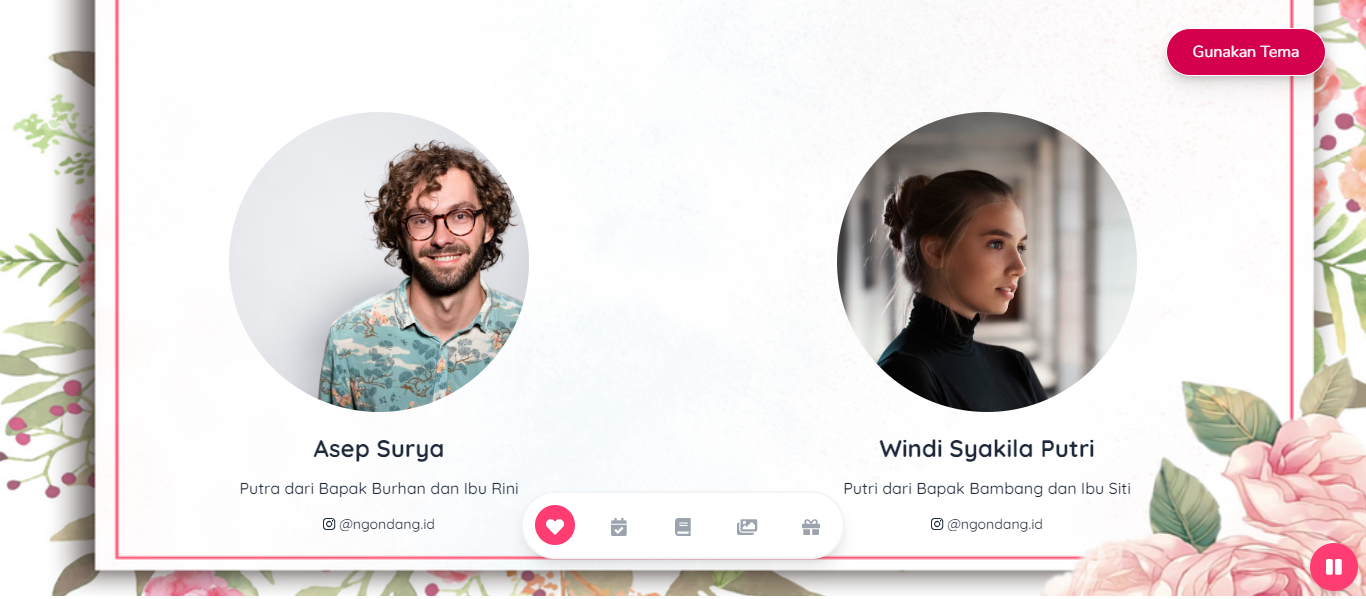 Gunakan Tema
Asep Surya
Putra dari Bapak Burhan dan Ibu Rini
@ngondang.id
Windi Syakila Putri
Putri dari Bapak Bambang dan Ibu Siti
@ngondang.id